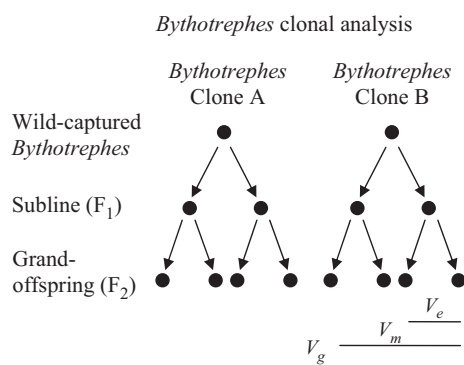 Bythotrephes clonal analysis
Bythotrephes Clone A
Bythotrephes Clone B
Wild-captured
Bythotrephes
Subline (F1)
Grand-
offspring (F2)
Ve
Vm
Vg